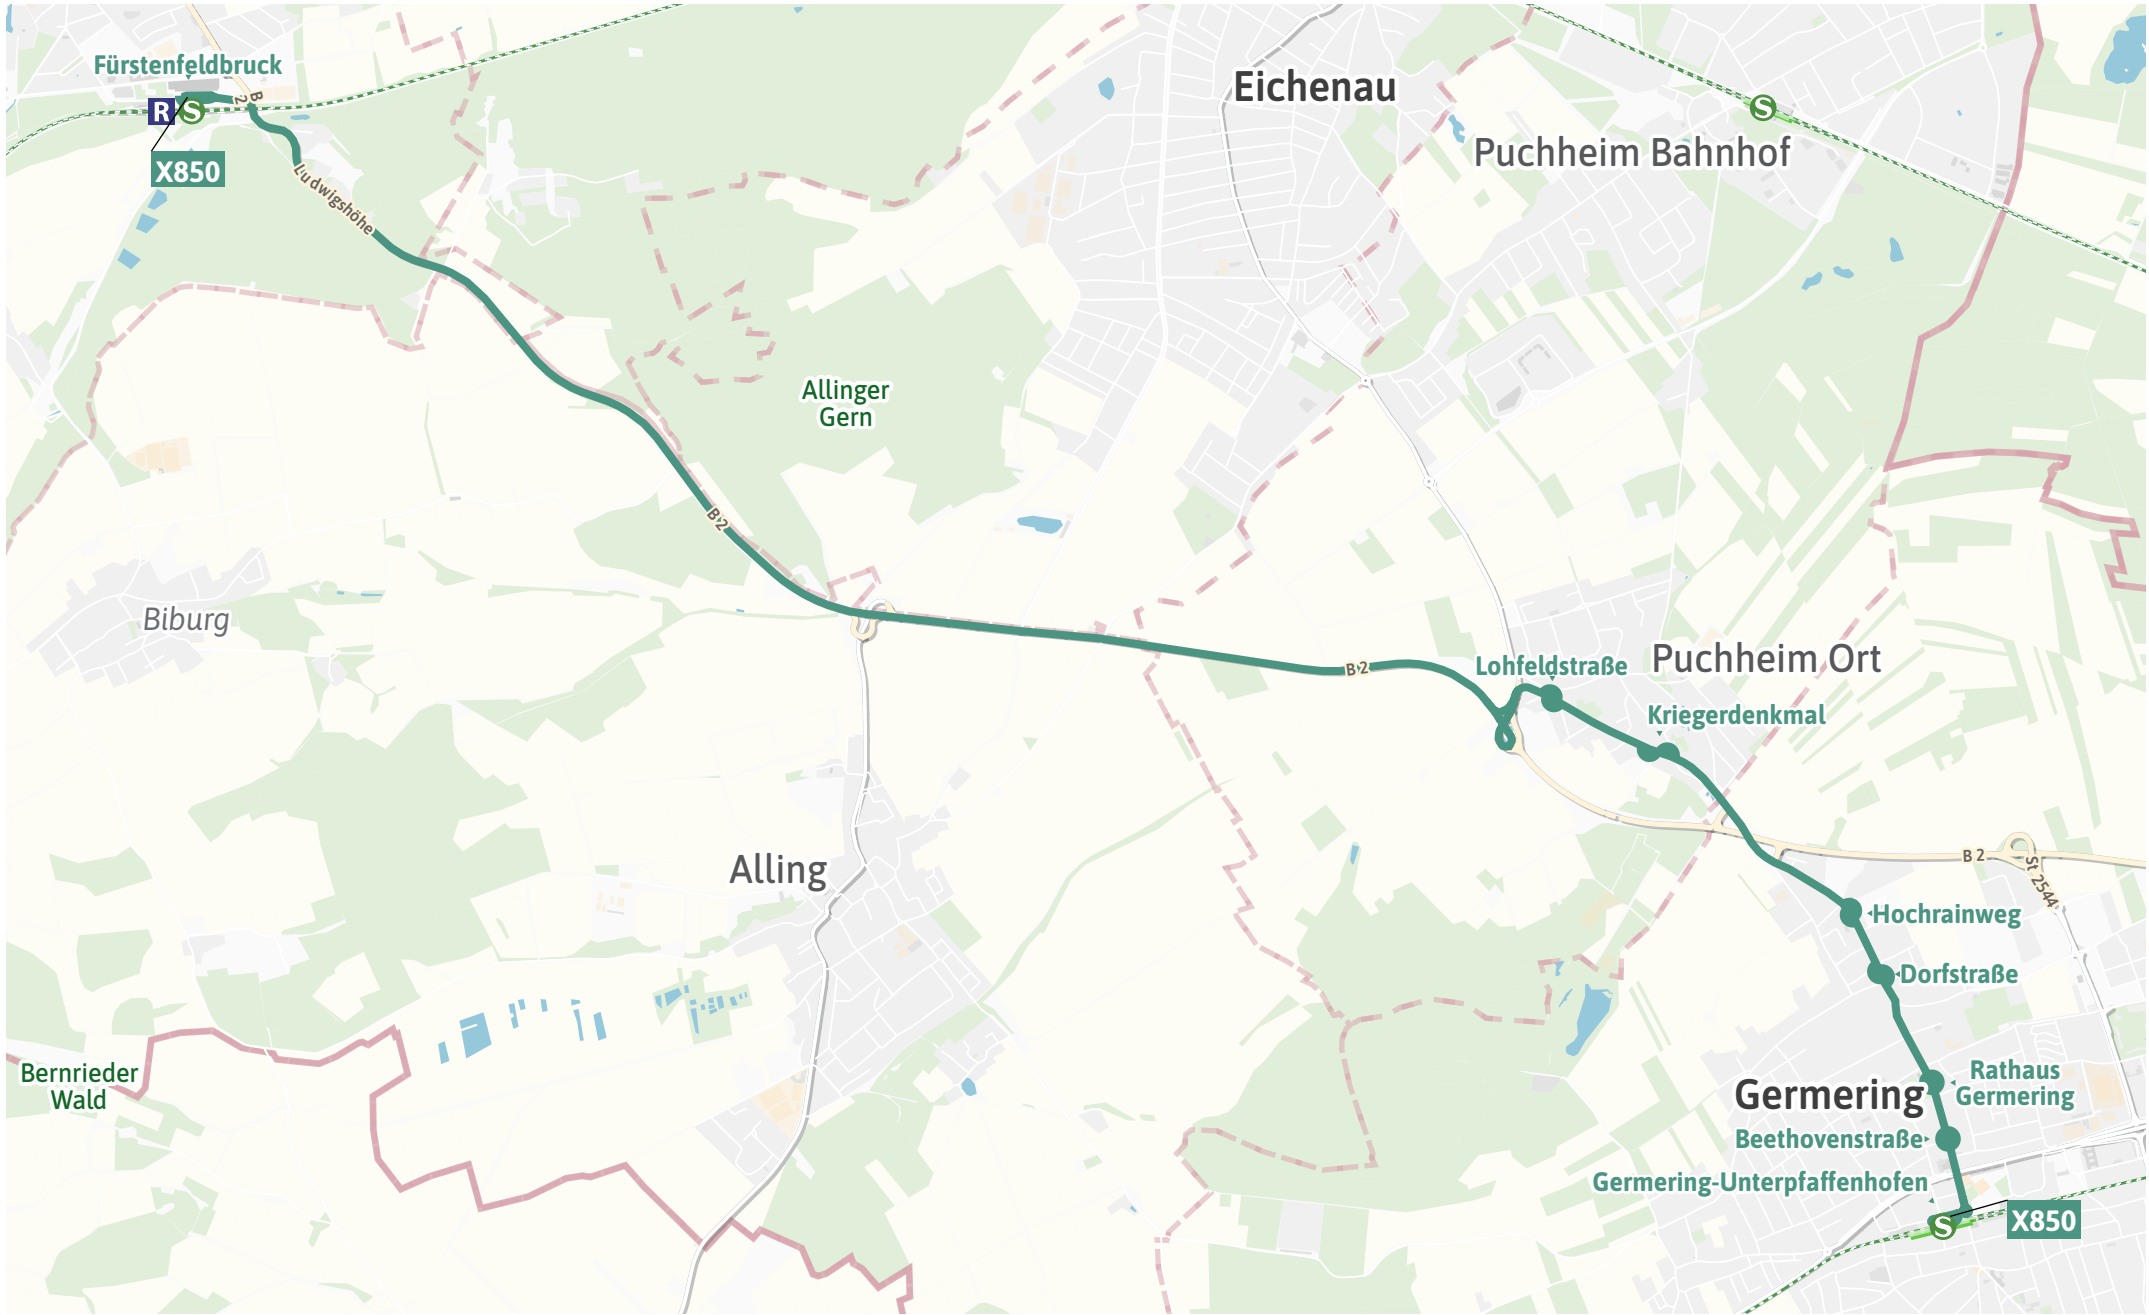 Fürstenfeldbruck
B
2
R
S
X850
Ludwigshöhe
Eichenau
S
Puchheim Bahnhof
Allinger
Gern
B 2
Biburg
B 2
Lohfeldstraße
Puchheim Ort
Kriegerdenkmal
Alling
B 2
St 2544
Hochrainweg
Dorfstraße
Bernrieder
Wald
Rathaus
Germering
Germering
Beethovenstraße
Germering-Unterpfaffenhofen
S
X850